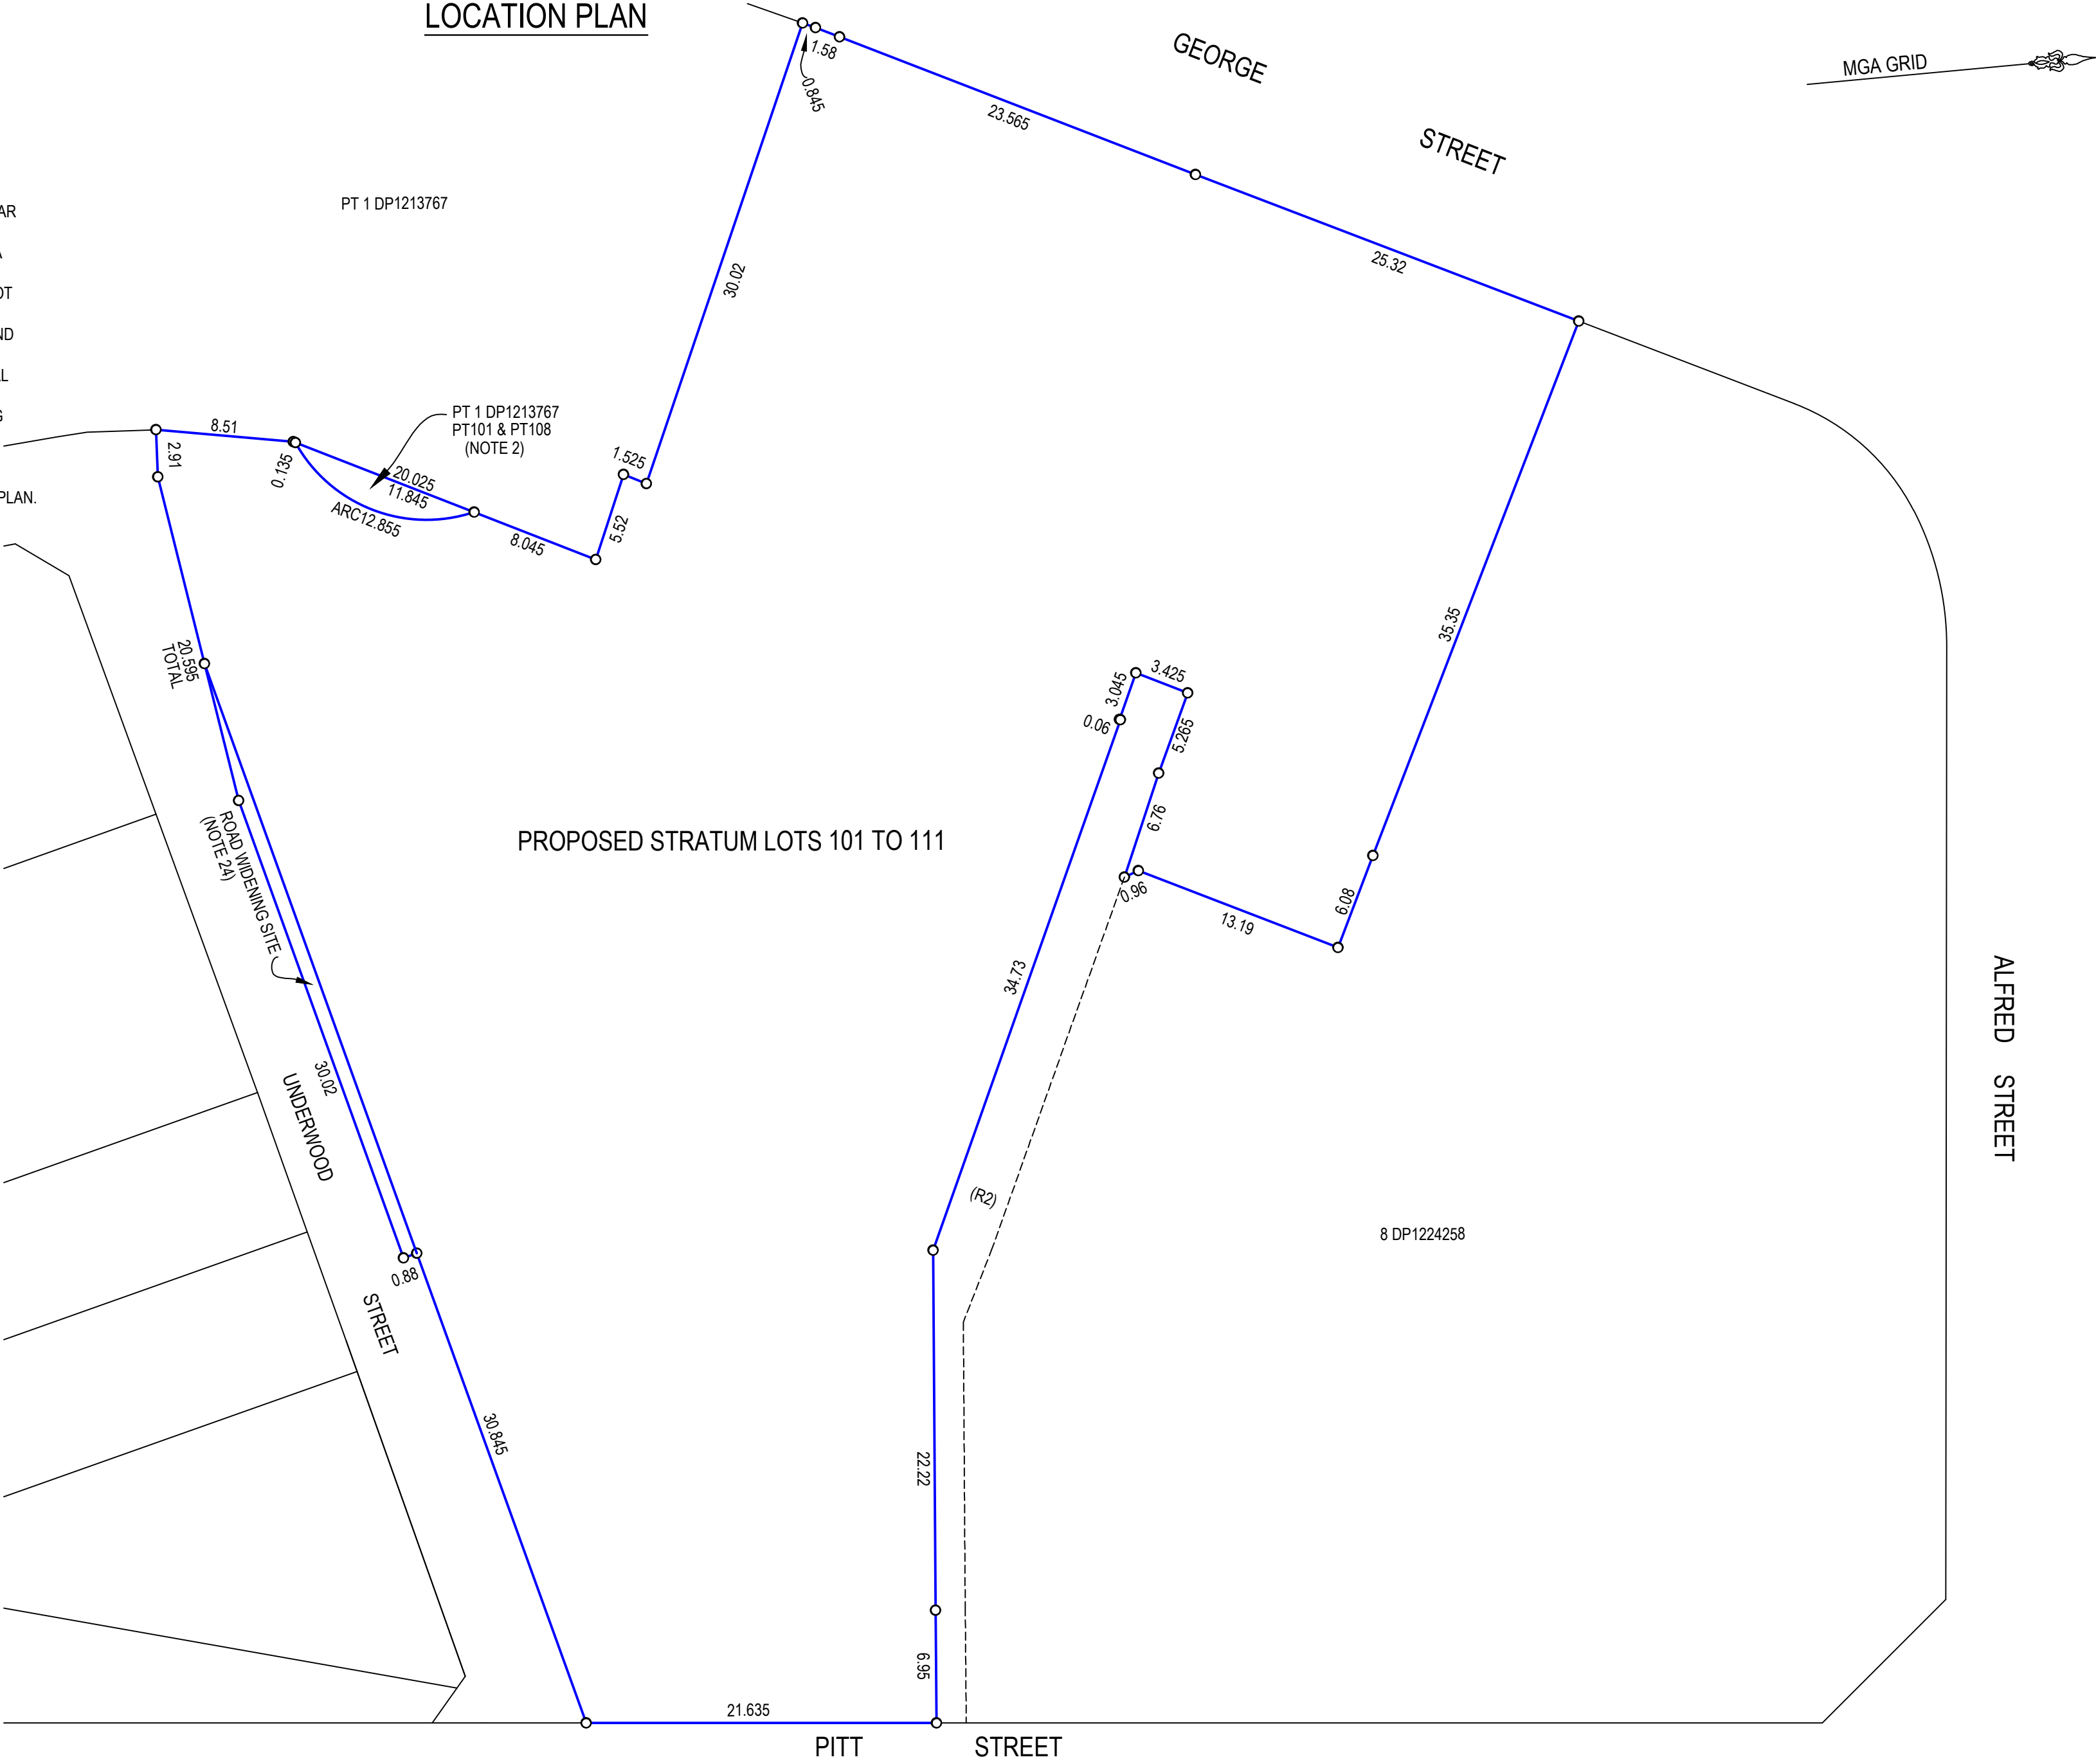 LOCATION PLAN
GEORGE
STREET
MGA GRID
1.58
0.845
23.565
25.32
PT 1 DP1213767
AR
A
OT
ND
AL
G
PLAN.
30.02
PT 1 DP1213767
PT101 & PT108
(NOTE 2)
8.51
2.91
0.135
20.025
11.845
ARC12.855
8.045
1.525
5.52
35.35
20.595
TOTAL
3.045
3.425
0.06
5.265
6.76
0.96
13.19
6.08
PROPOSED STRATUM LOTS 101 TO 111
ROAD WIDENING SITE
(NOTE 24)
34.73
ALFRED STREET
30.02
UNDERWOOD
STREET
0.88
(R2)
8 DP1224258
30.845
22.22
6.95
21.635
PITT STREET